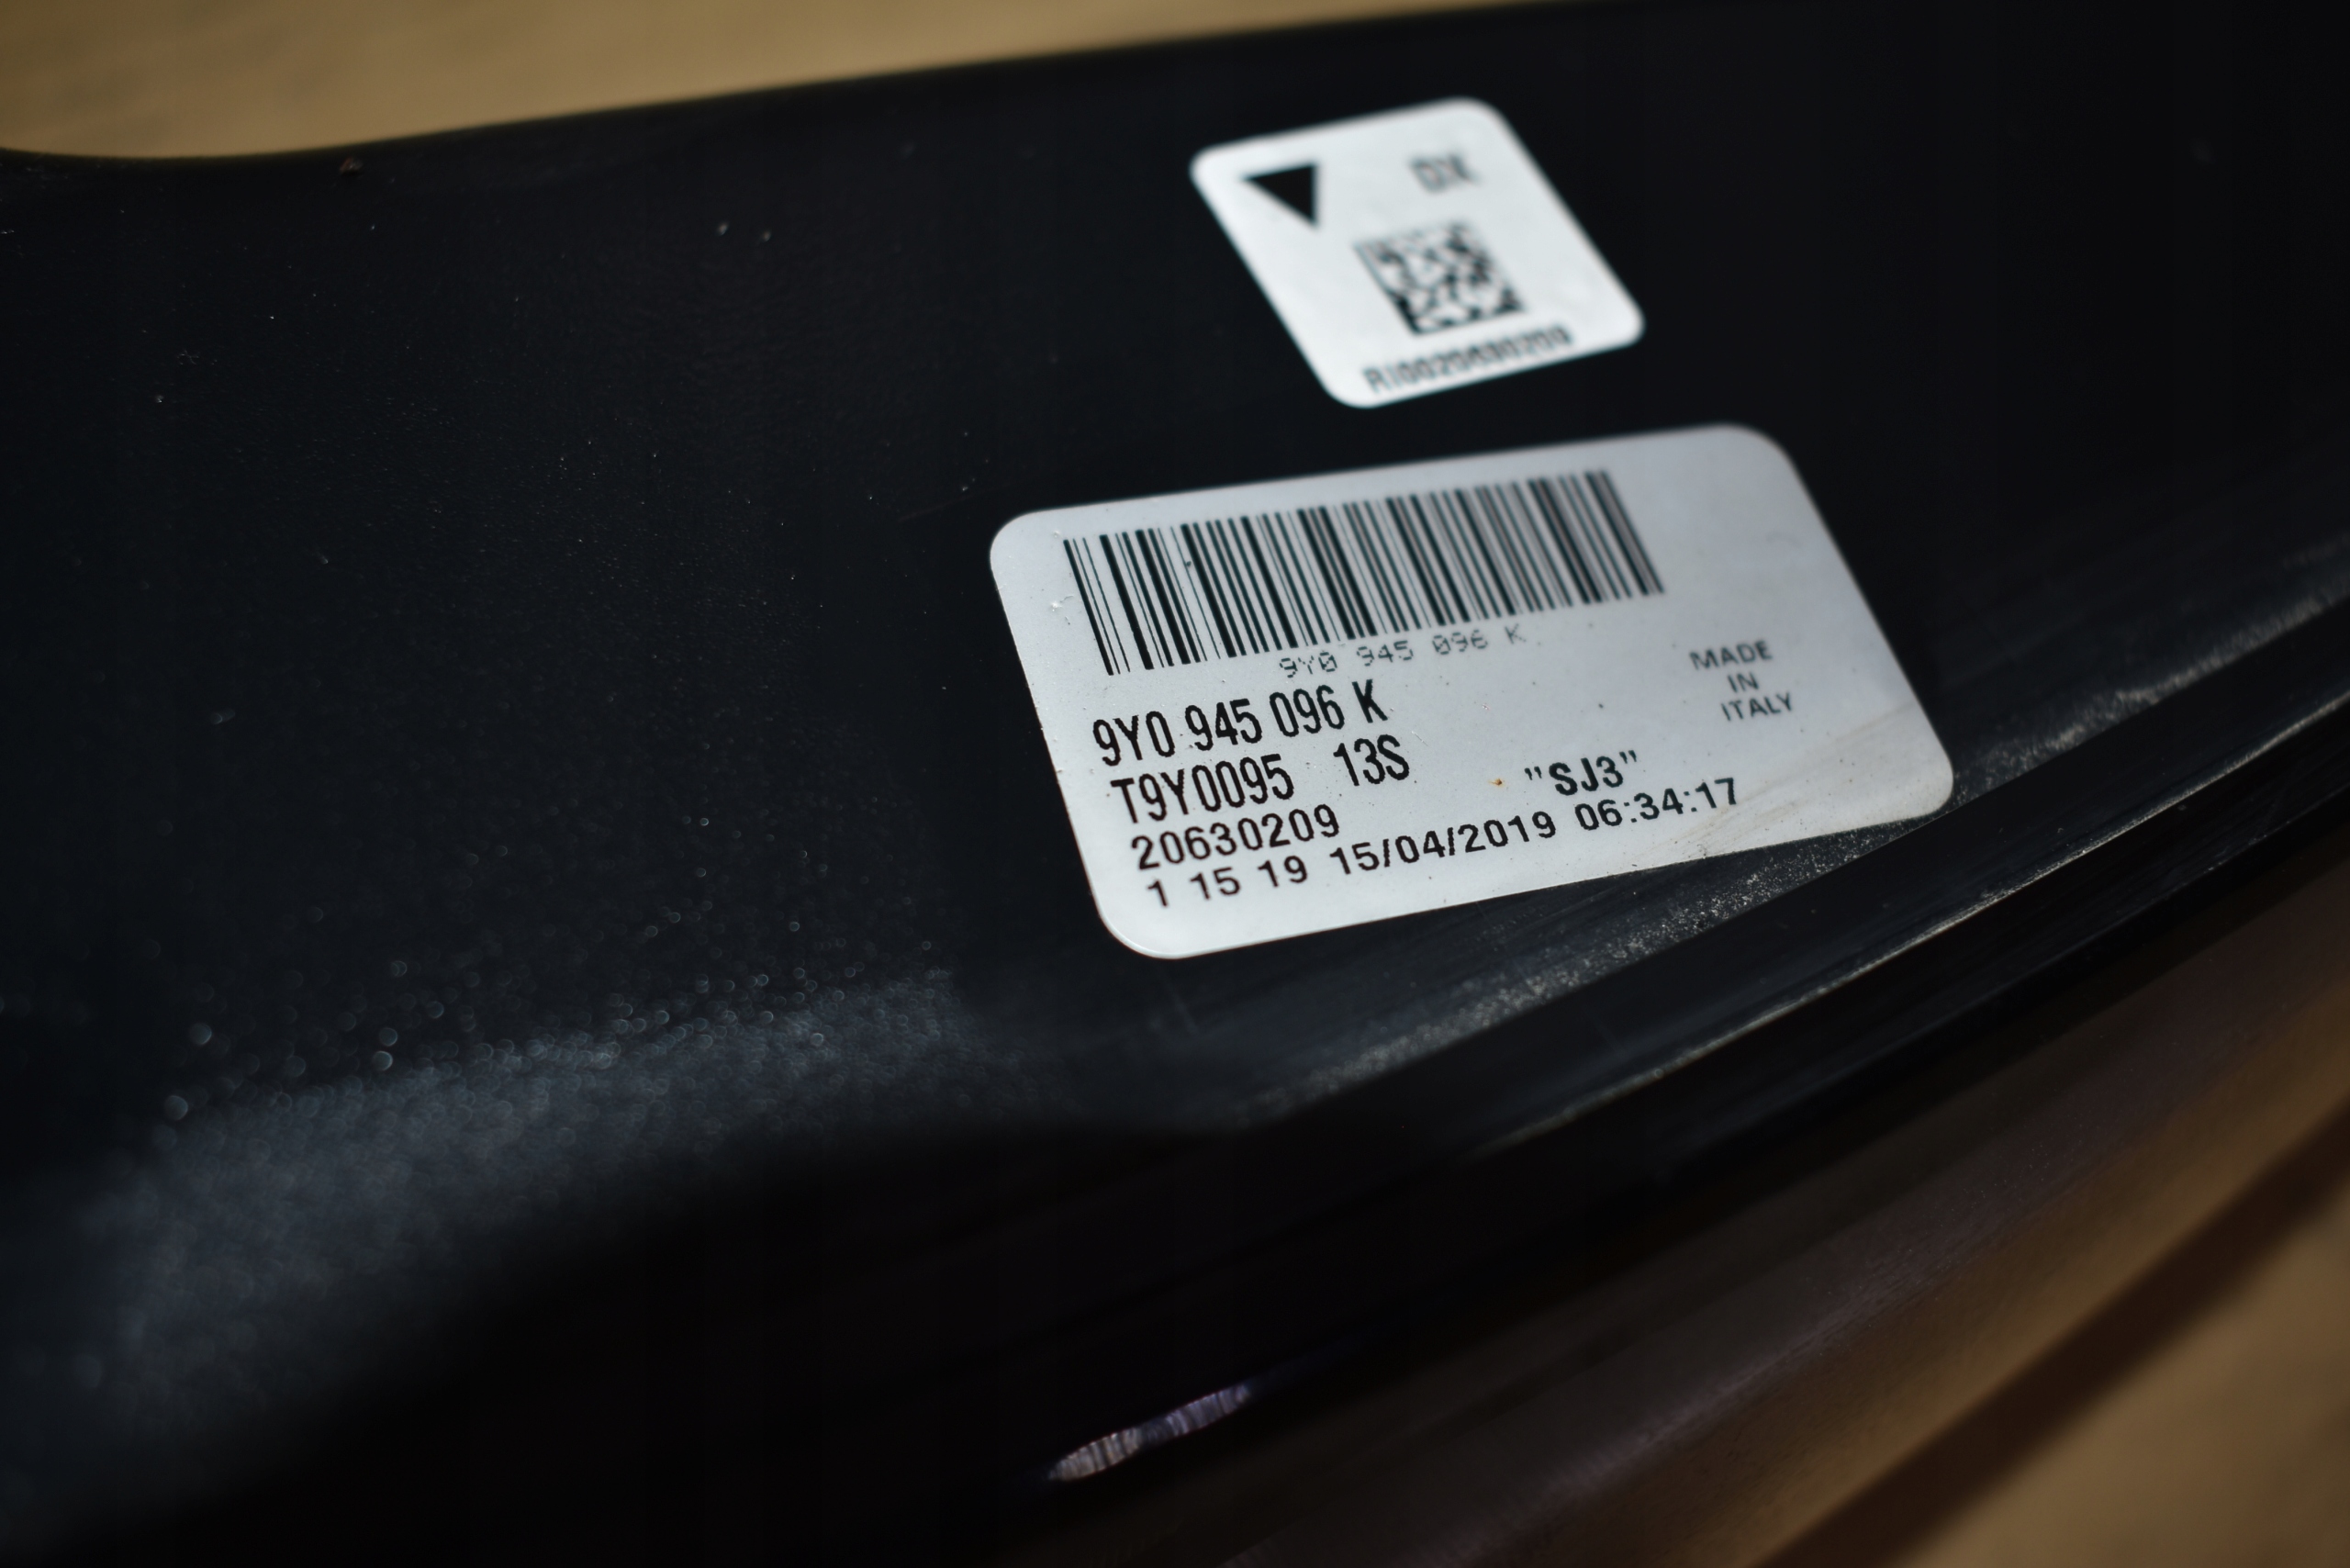 DX
9Y0 945 096 K
9Y0 945 096 K
T9Y0095 13S
20630209 "SJ3"
1 15 19 15/04/2019 06:34:17
MADE
IN
ITALY